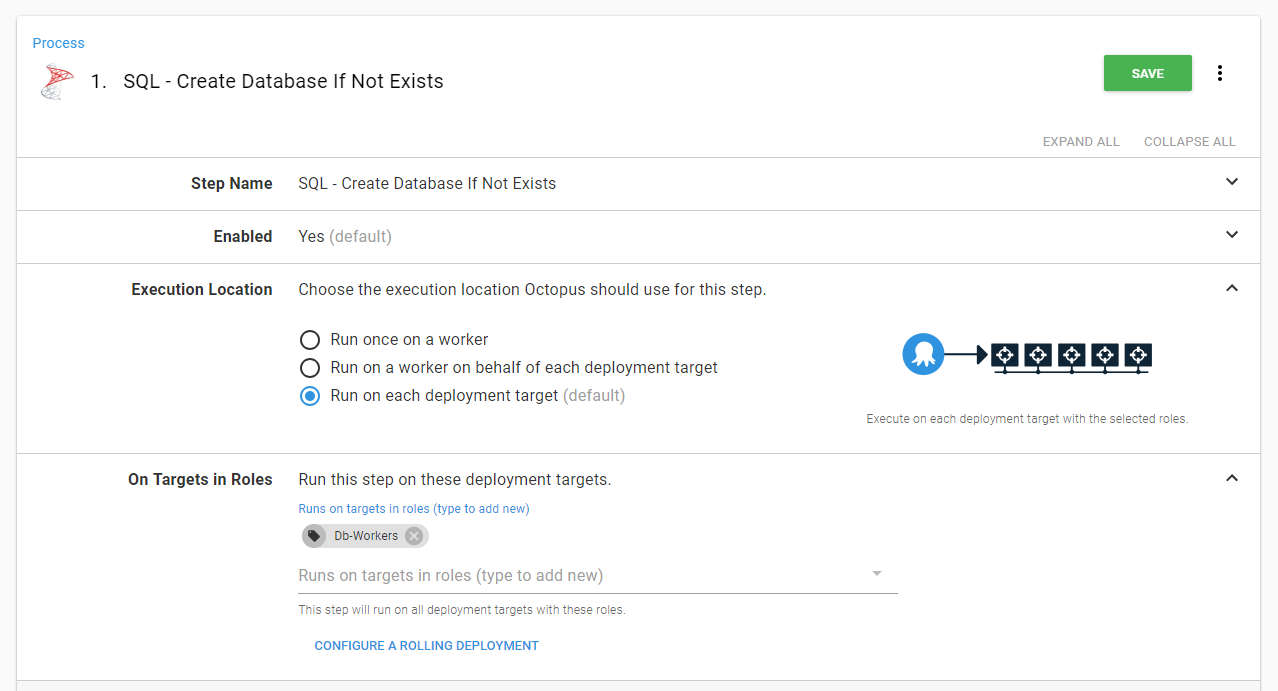 Process
1. SQL - Create Database If Not Exists
SAVE
EXPAND ALL COLLAPSE ALL
Step Name SQL - Create Database If Not Exists
Enabled Yes (default)
Execution Location Choose the execution location Octopus should use for this step.
Run once on a worker
Run on a worker on behalf of each deployment target
Run on each deployment target (default)
Execute on each deployment target with the selected roles.
On Targets in Roles Run this step on these deployment targets.
Runs on targets in roles (type to add new)
Db-Workers
Runs on targets in roles (type to add new)
This step will run on all deployment targets with these roles.
CONFIGURE A ROLLING DEPLOYMENT